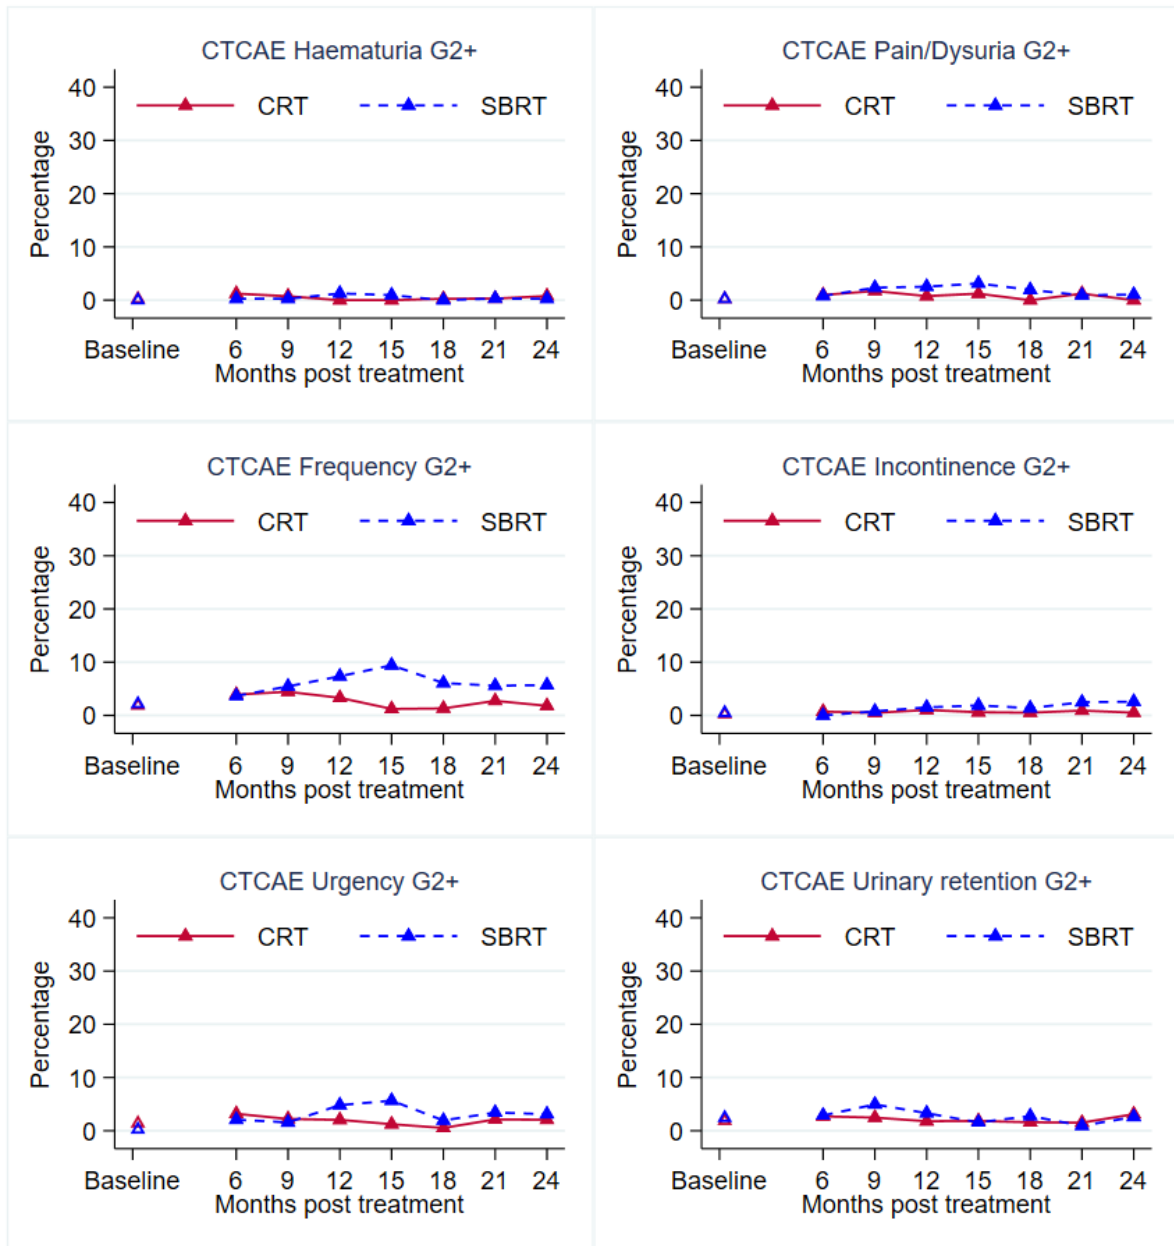 CTCAE Haematuria G2+
CRT SBRT
Percentage
40
30
20
10
0
Baseline 6 9 12 15 18 21 24
Months post treatment
CTCAE Pain/Dysuria G2+
CRT SBRT
Percentage
40
30
20
10
0
Baseline 6 9 12 15 18 21 24
Months post treatment
CTCAE Frequency G2+
CRT SBRT
Percentage
40
30
20
10
0
Baseline 6 9 12 15 18 21 24
Months post treatment
CTCAE Incontinence G2+
CRT SBRT
Percentage
40
30
20
10
0
Baseline 6 9 12 15 18 21 24
Months post treatment
CTCAE Urgency G2+
CRT SBRT
Percentage
40
30
20
10
0
Baseline 6 9 12 15 18 21 24
Months post treatment
CTCAE Urinary retention G2+
CRT SBRT
Percentage
40
30
20
10
0
Baseline 6 9 12 15 18 21 24
Months post treatment